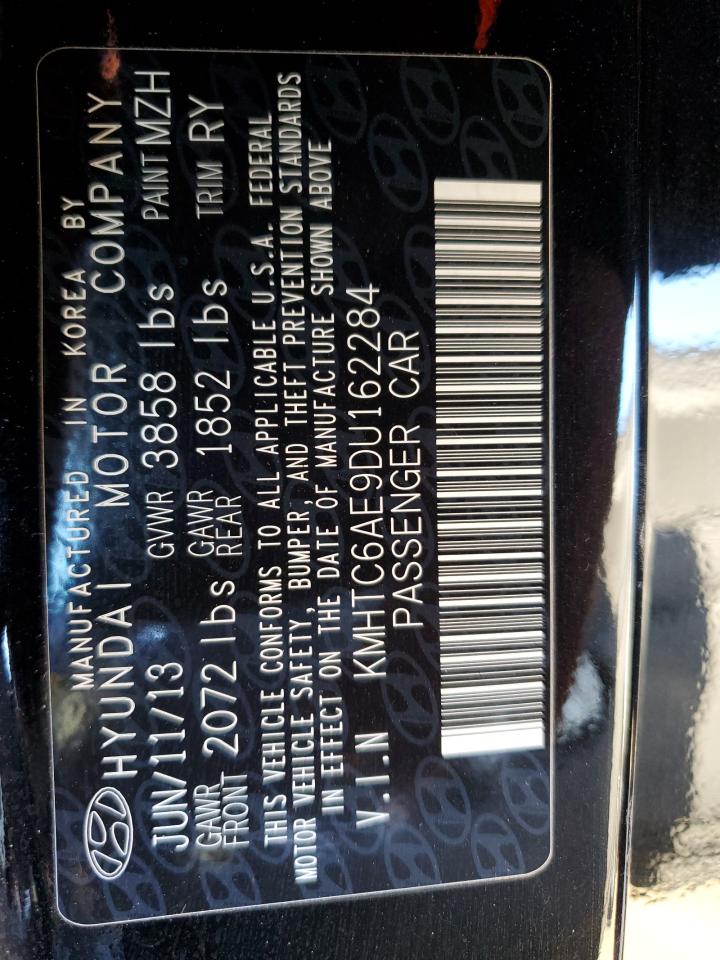 MANUFACTURED IN KOREA BY
HYUNDAI MOTOR COMPANY
JUN/11/13 GVWR 3858 lbs PAINT MZH
GAWR FRONT 2072 lbs GAWR REAR 1852 lbs TRIM RY
THIS VEHICLE CONFORMS TO ALL APPLICABLE U.S.A. FEDERAL
MOTOR VEHICLE SAFETY, BUMPER, AND THEFT PREVENTION STANDARDS
IN EFFECT ON THE DATE OF MANUFACTURE SHOWN ABOVE
V.I.N KMHTC6AE9DU162284
PASSENGER CAR